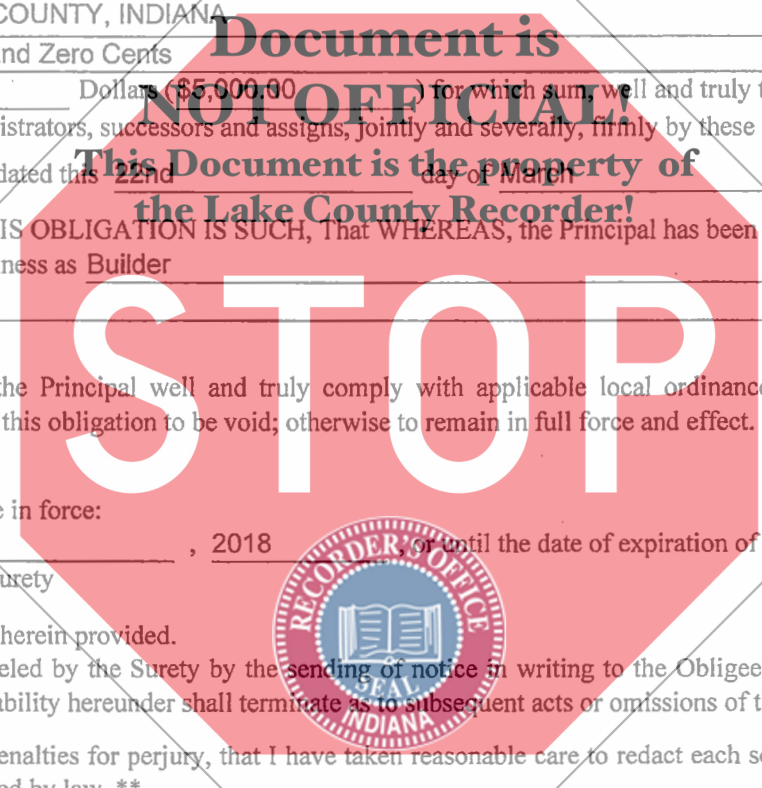 COUNTY, INDIANA
Document is
nd Zero Cents
Dollars ($5,000.00 ) for which sum, well and truly t
NOT OFFICIAL!
istrators, successors and assigns, jointly and severally, firmly by these
This Document is the property of
dated this 22nd day of March
the Lake County Recorder!
IS OBLIGATION IS SUCH, That WHEREAS, the Principal has been
ness as Builder
STOP
the Principal well and truly comply with applicable local ordinanc
this obligation to be void; otherwise to remain in full force and effect.
e in force:
, 2018 , or until the date of expiration of
urety
RECORDER'S OFFICE
SEAL
INDIANA
herein provided.
eled by the Surety by the sending of notice in writing to the Obligee
ability hereunder shall terminate as to subsequent acts or omissions of t
enalties for perjury, that I have taken reasonable care to redact each s
ed by law. **